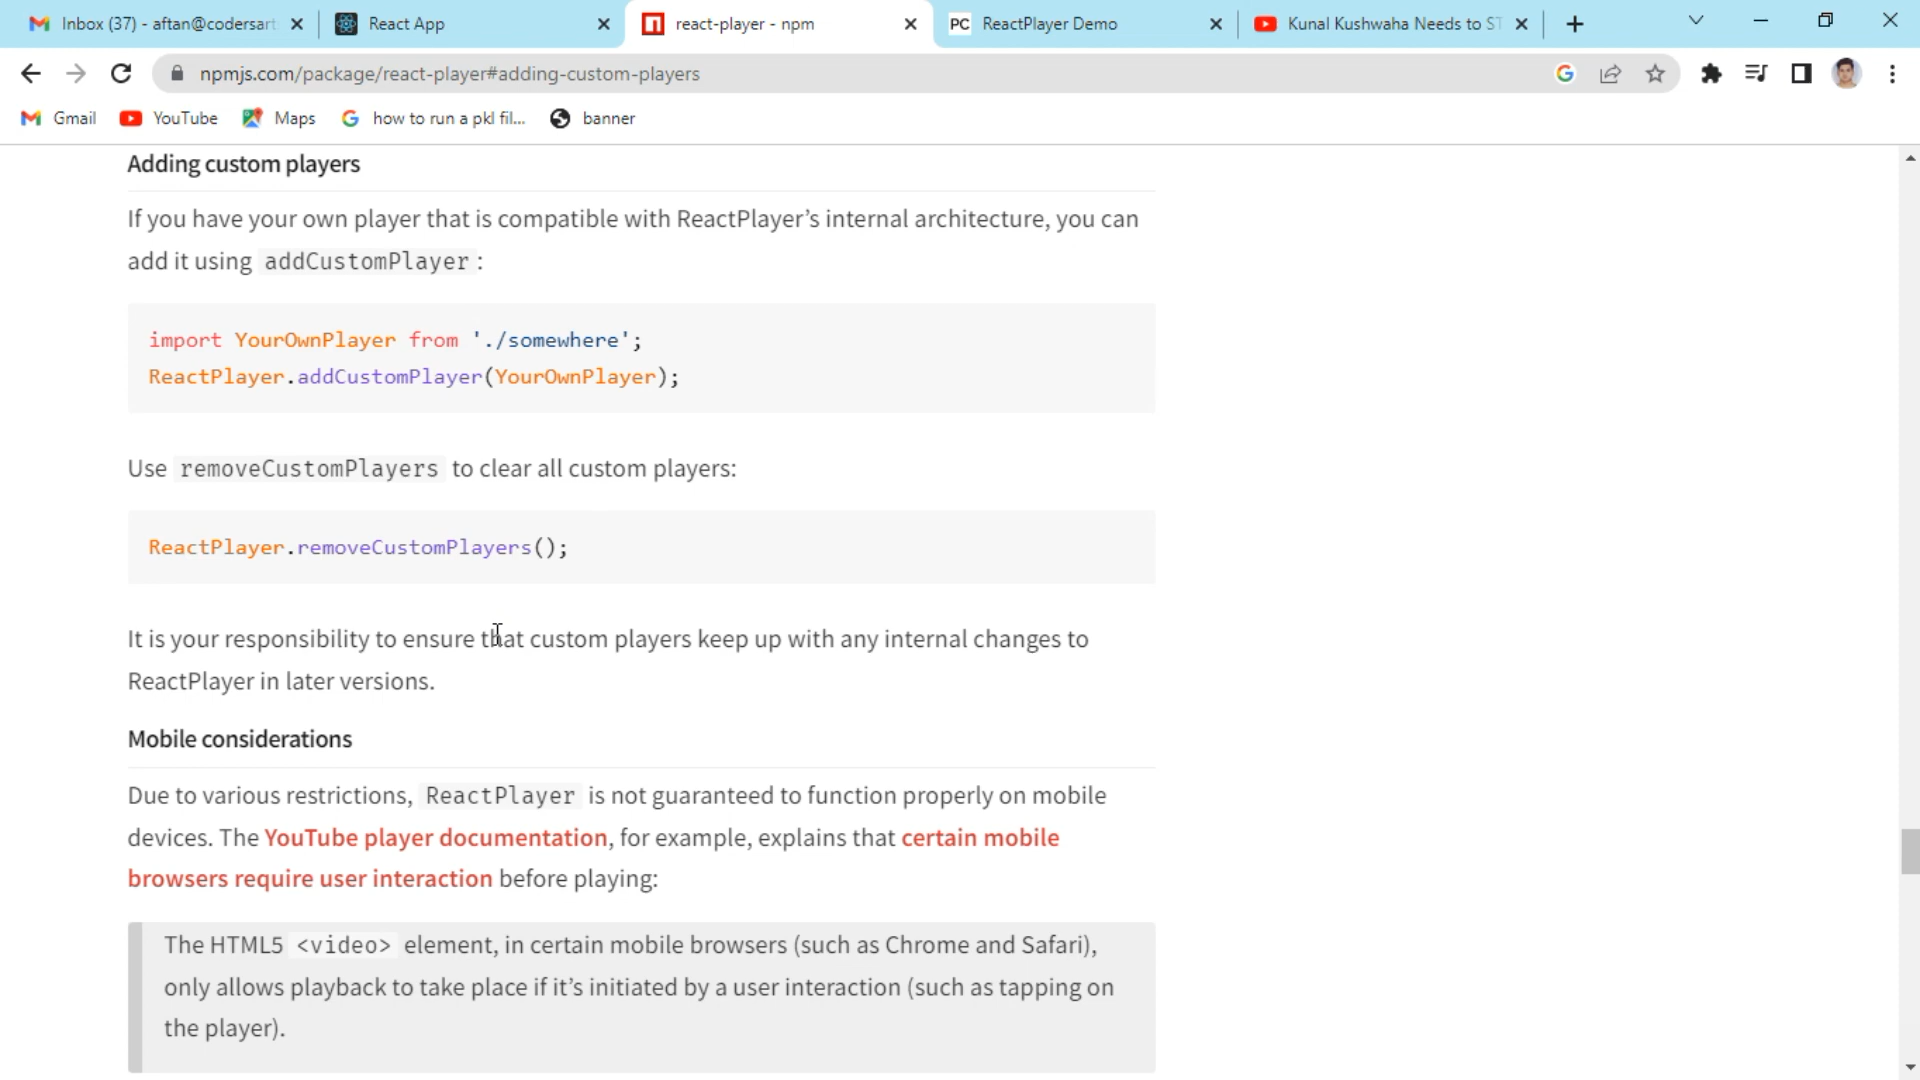 Inbox (37) - aftan@codersart
React App
react-player - npm
PC ReactPlayer Demo
Kunal Kushwaha Needs to ST
npmjs.com/package/react-player#adding-custom-players
Gmail
YouTube
Maps
how to run a pkl fil...
banner
Adding custom players
If you have your own player that is compatible with ReactPlayer’s internal architecture, you can
add it using addCustomPlayer :
import YourOwnPlayer from './somewhere';
ReactPlayer.addCustomPlayer(YourOwnPlayer);
Use removeCustomPlayers to clear all custom players:
ReactPlayer.removeCustomPlayers();
It is your responsibility to ensure that custom players keep up with any internal changes to
ReactPlayer in later versions.
Mobile considerations
Due to various restrictions, ReactPlayer is not guaranteed to function properly on mobile
devices. The YouTube player documentation, for example, explains that certain mobile
browsers require user interaction before playing:
The HTML5 <video> element, in certain mobile browsers (such as Chrome and Safari),
only allows playback to take place if it’s initiated by a user interaction (such as tapping on
the player).